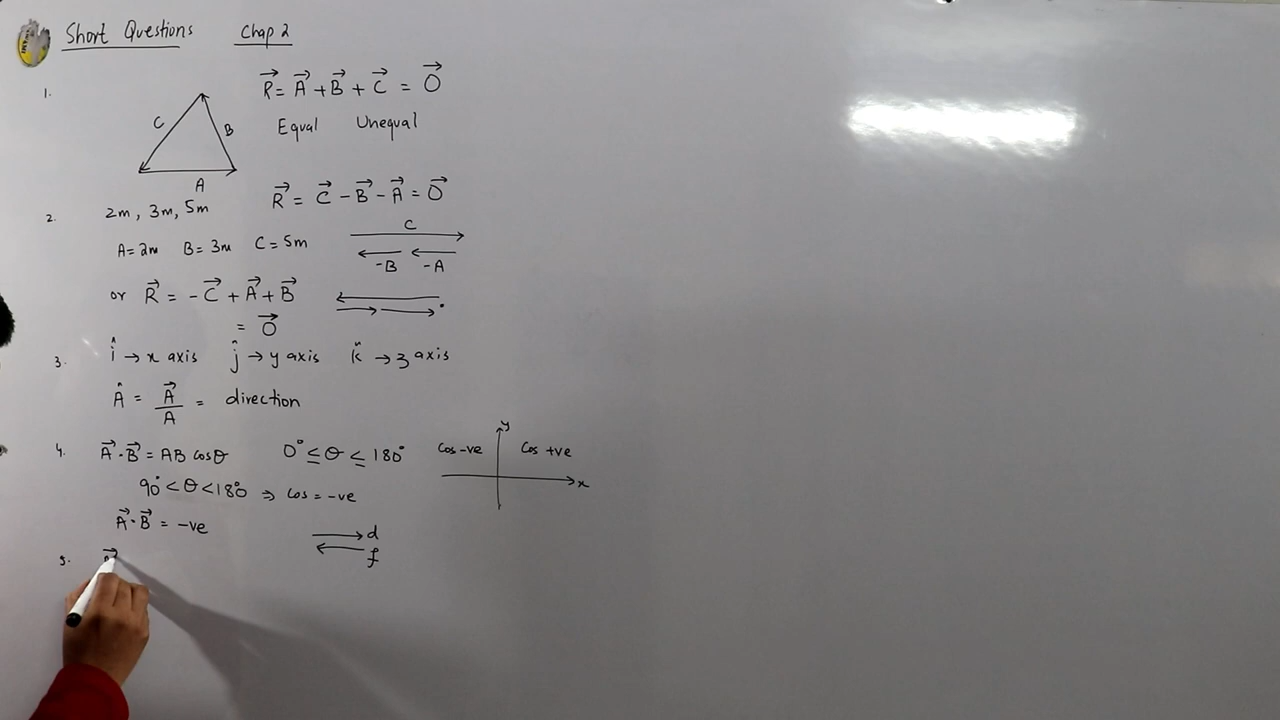 Short Questions Chap 2
1.
C B A
R⃗ = A⃗ + B⃗ + C⃗ = O⃗
Equal Unequal
2. 2m, 3m, 5m
R⃗ = C⃗ - B⃗ - A⃗ = O⃗
A = 2m B = 3m C = 5m
C
-B -A
or R⃗ = - C⃗ + A⃗ + B⃗
= O⃗
3. î → x axis ĵ → y axis k̂ → z axis
Â = A⃗ / A = direction
4. A⃗ · B⃗ = AB cosθ 0° ≤ θ ≤ 180°
y
Cos -ve Cos +ve
x
90° < θ < 180° ⇒ cos = -ve
A⃗ · B⃗ = -ve
d
f
5.